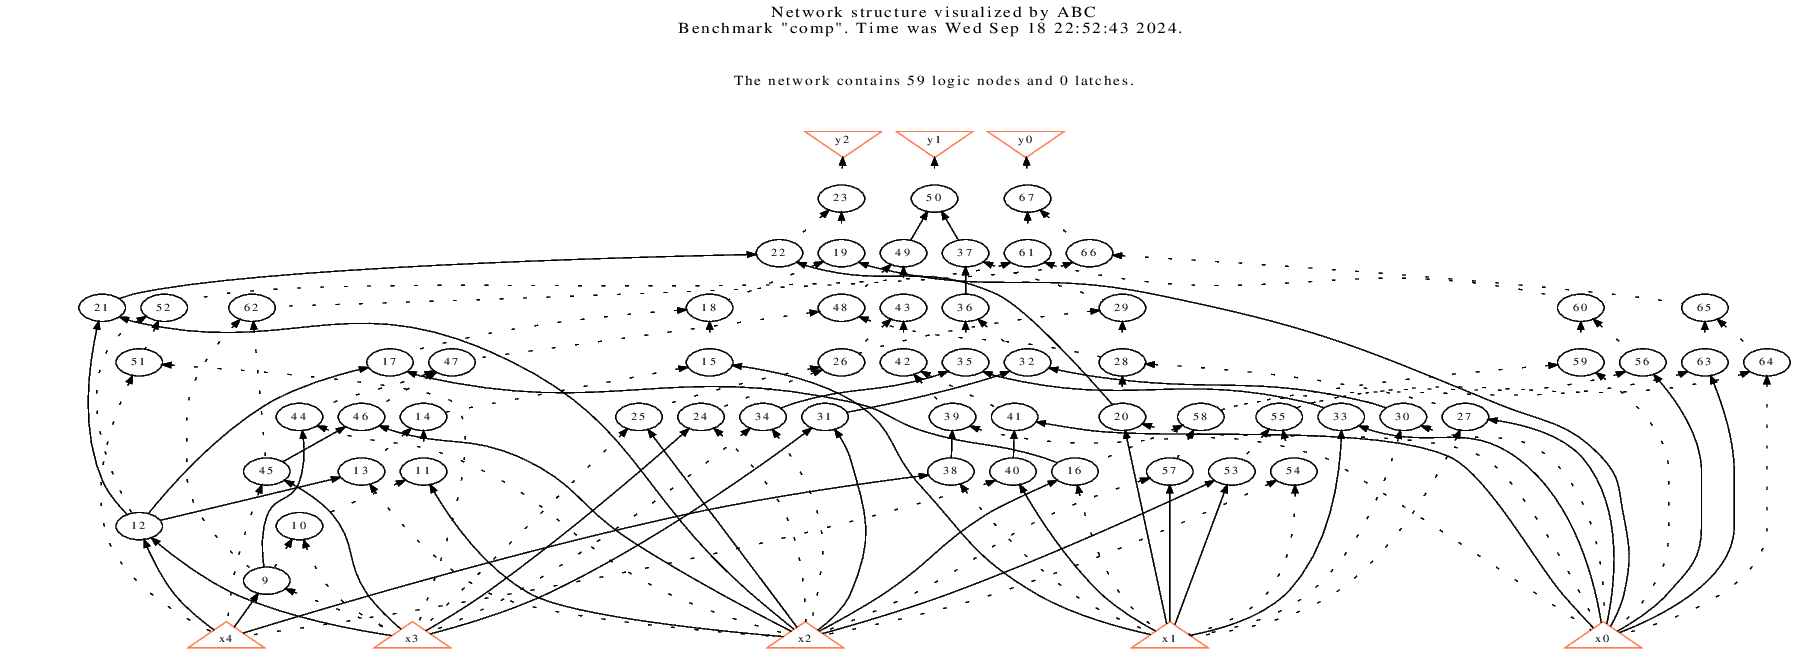 Network structure visualized by ABC
Benchmark "comp". Time was Wed Sep 18 22:52:43 2024.
The network contains 59 logic nodes and 0 latches.
y2 y1 y0
23 50 67
22 19 49 37 61 66
21 52 62 18 48 43 36 29 60 65
51 17 47 15 26 42 35 32 28 59 56 63 64
44 46 14 25 24 34 31 39 41 20 58 55 33 30 27
45 13 11 38 40 16 57 53 54
12 10
9
x4 x3 x2 x1 x0